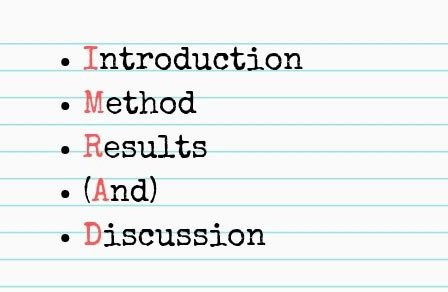 • Introduction
• Method
• Results
• (And)
• Discussion